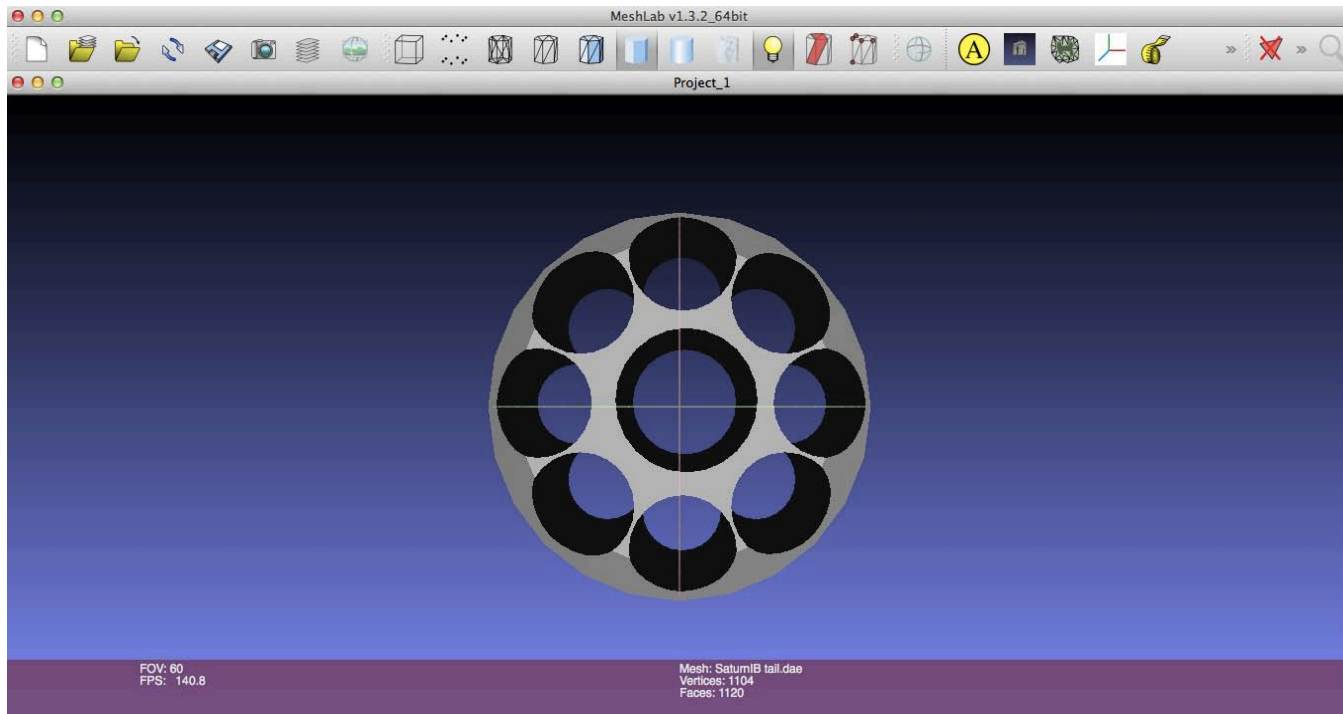 MeshLab v1.3.2_64bit
A
» »
Project_1
FOV: 60
FPS: 140.8
Mesh: SaturnIB tail.dae
Vertices: 1104
Faces: 1120